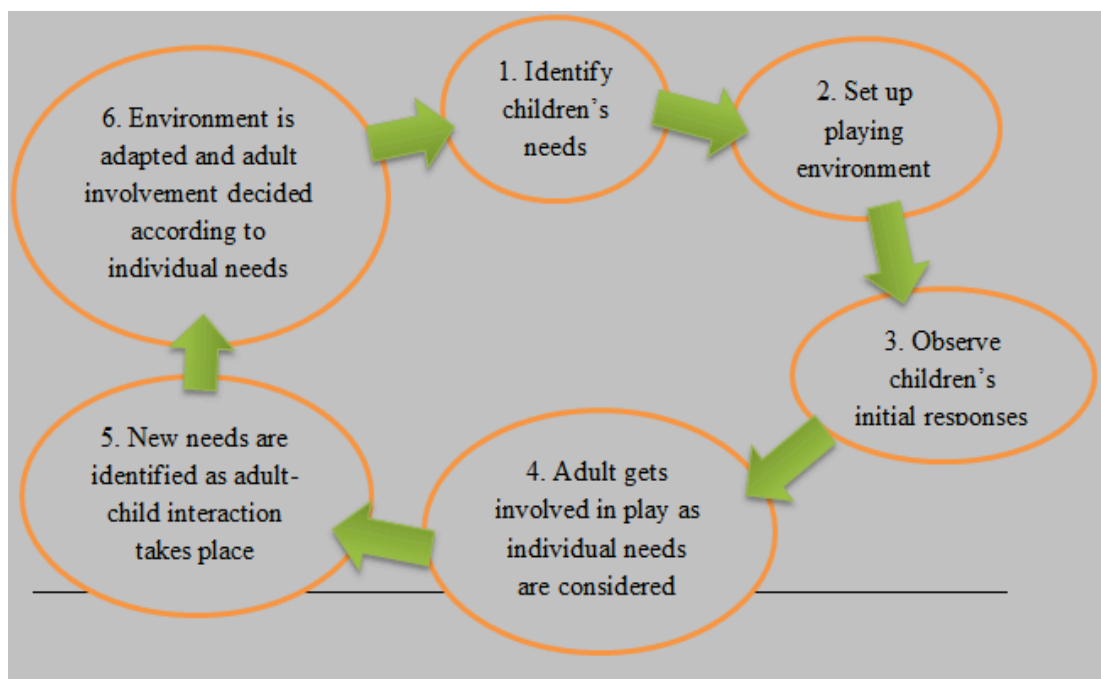 1. Identify
children’s
needs
2. Set up
playing
environment
3. Observe
children’s
initial responses
4. Adult gets
involved in play as
individual needs
are considered
5. New needs are
identified as adult-
child interaction
takes place
6. Environment is
adapted and adult
involvement decided
according to
individual needs